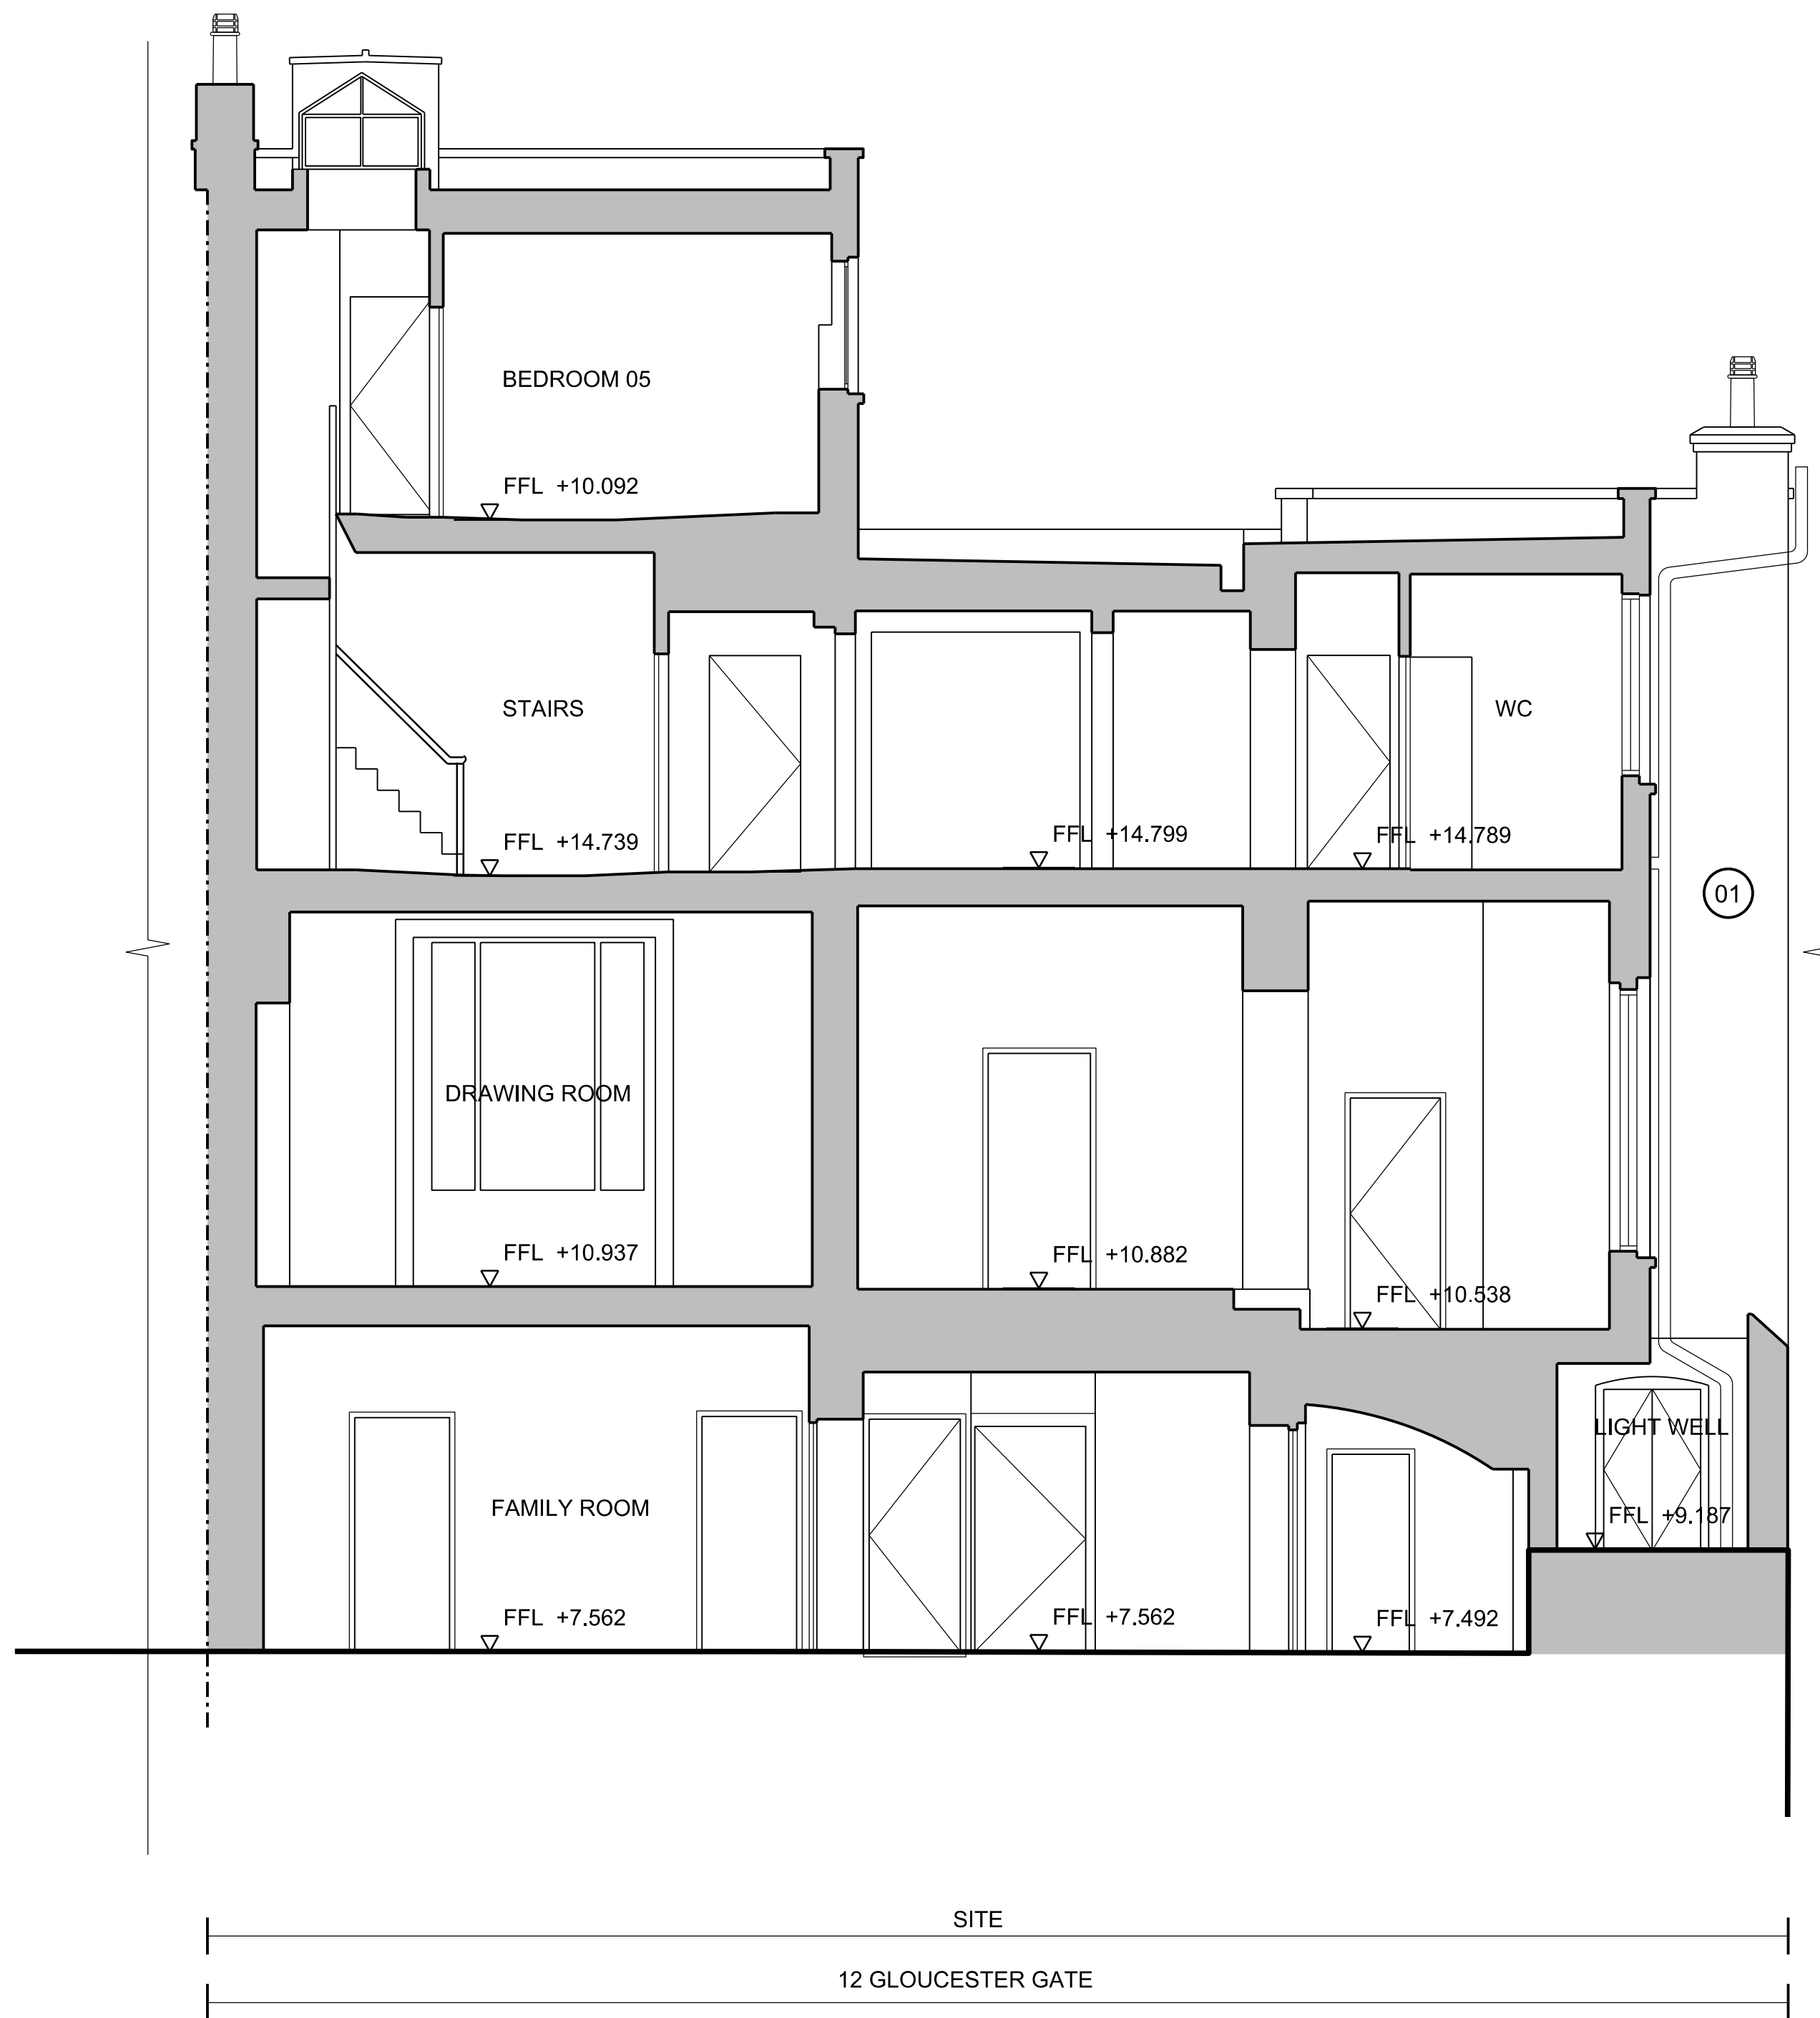 BEDROOM 05
FFL +10.092
STAIRS
WC
FFL +14.739
FFL +14.799
FFL +14.789
01
DRAWING ROOM
FFL +10.937
FFL +10.882
FFL +10.538
LIGHT WELL
FAMILY ROOM
FFL +9.187
FFL +7.562
FFL +7.562
FFL +7.492
SITE
12 GLOUCESTER GATE